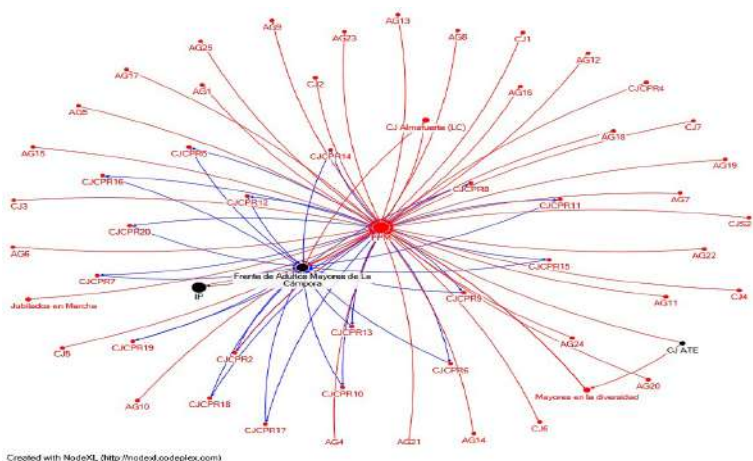 AG13
AG9
AG23
AG8
CJ1
AG25
AG12
AG17
CJ2
AG1
AG16
CJCPR4
AG5
CJ Almafuerte (LC)
CJ7
AG18
AG15
CJCPR5
CJCPR14
AG19
CJCPR16
CJCPR8
AG7
CJ3
CJCPR12
CJCPR11
CJS2
CJCPR20
AG6
AG22
CJCPR7
Frente de Adultos Mayores de La
Cámpora
CJCPR15
IP
CJCPR9
AG11
CJ4
Jubilados en Marcha
CJCPR13
CJ5
CJCPR19
CJCPR2
AG24
CJ ATE
CJCPR6
AG20
Mayores en la diversidad
CJCPR10
AG10
CJCPR18
CJ6
CJCPR17
AG4
AG21
AG14
Created with NodeXL (http://nodexl.codeplex.com)